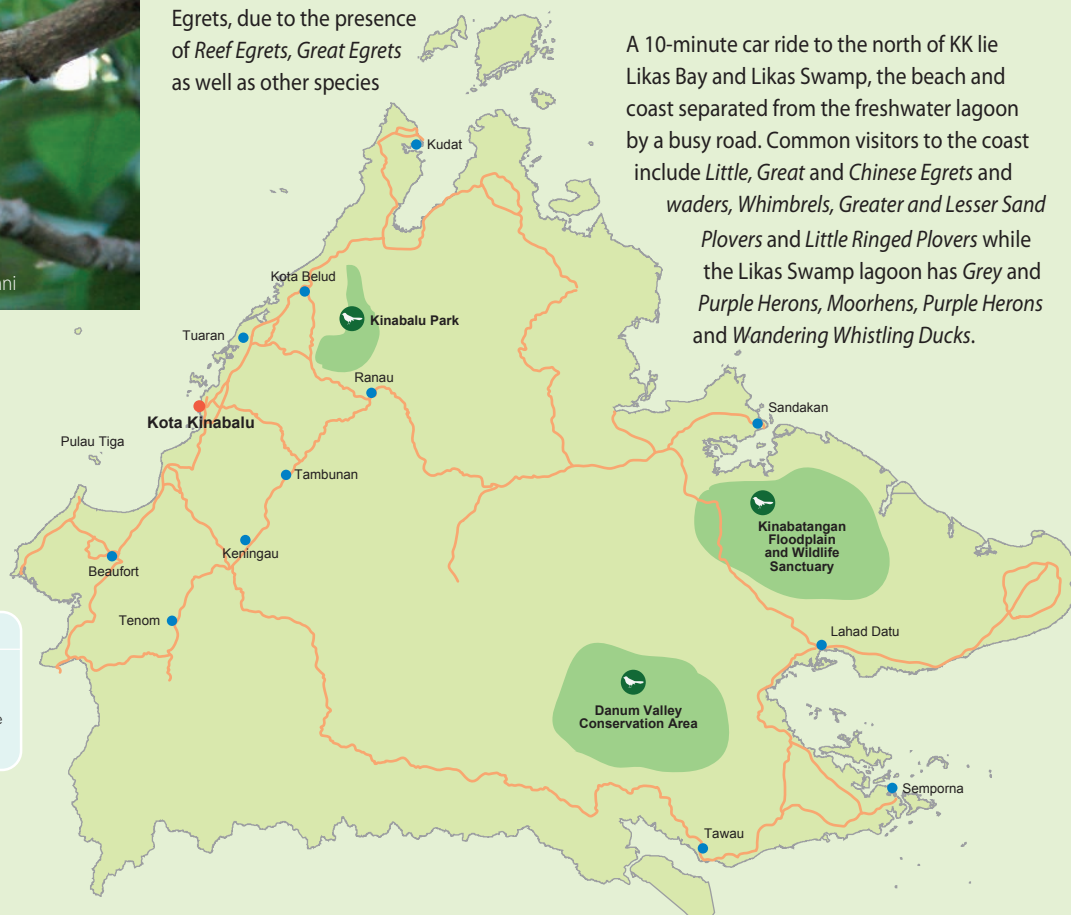 Egrets, due to the presence
of Reef Egrets, Great Egrets
as well as other species
A 10-minute car ride to the north of KK lie
Likas Bay and Likas Swamp, the beach and
coast separated from the freshwater lagoon
by a busy road. Common visitors to the coast
include Little, Great and Chinese Egrets and
waders, Whimbrels, Greater and Lesser Sand
Plovers and Little Ringed Plovers while
the Likas Swamp lagoon has Grey and
Purple Herons, Moorhens, Purple Herons
and Wandering Whistling Ducks.
Kudat
Kota Belud
Kinabalu Park
Tuaran
Ranau
Kota Kinabalu
Pulau Tiga
Tambunan
Keningau
Beaufort
Tenom
Sandakan
Kinabatangan
Floodplain
and Wildlife
Sanctuary
Lahad Datu
Danum Valley
Conservation Area
Semporna
Tawau